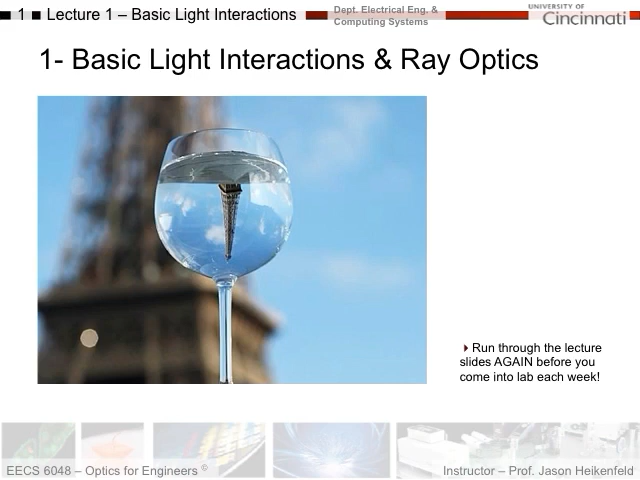 1 Lecture 1 – Basic Light Interactions
Dept. Electrical Eng. &
Computing Systems
UNIVERSITY OF
Cincinnati
1- Basic Light Interactions & Ray Optics
Run through the lecture
slides AGAIN before you
come into lab each week!
EECS 6048 – Optics for Engineers ©
Instructor – Prof. Jason Heikenfeld